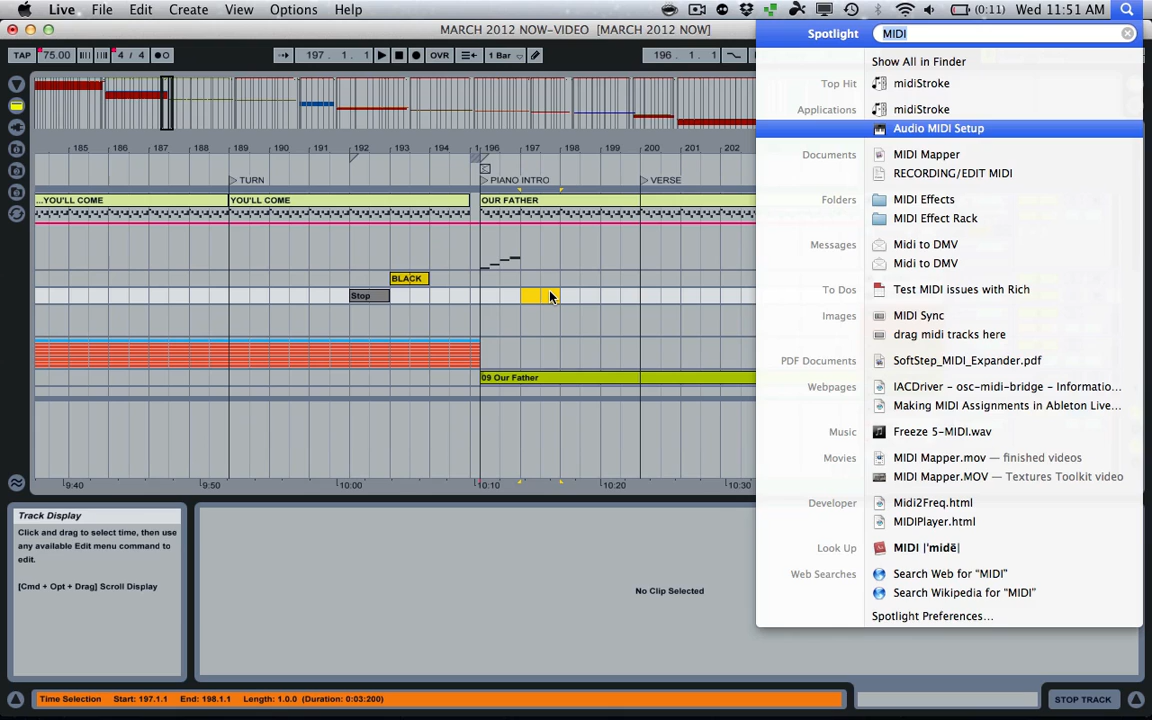 Live File Edit Create View Options Help
(0:11) Wed 11:51 AM
MARCH 2012 NOW-VIDEO [MARCH 2012 NOW]
TAP 75.00 4 / 4 197 . 1 . 1 OVR 1 Bar 196 . 1 . 1
185 186 187 188 189 190 191 192 193 194 195 196 197 198 199 200 201 202
TURN PIANO INTRO VERSE
...YOU'LL COME YOU'LL COME OUR FATHER
BLACK
Stop
09 Our Father
9:40 9:50 10:00 10:10 10:20 10:30
Spotlight MIDI
Show All in Finder
Top Hit midiStroke
Applications midiStroke
Audio MIDI Setup
Documents MIDI Mapper
RECORDING/EDIT MIDI
Folders MIDI Effects
MIDI Effect Rack
Messages Midi to DMV
Midi to DMV
To Dos Test MIDI issues with Rich
Images MIDI Sync
drag midi tracks here
PDF Documents SoftStep_MIDI_Expander.pdf
Webpages IACDriver – osc-midi-bridge – Informatio...
Making MIDI Assignments in Ableton Live...
Music Freeze 5-MIDI.wav
Movies MIDI Mapper.mov — finished videos
MIDI Mapper.MOV — Textures Toolkit video
Developer Midi2Freq.html
MIDIPlayer.html
Look Up MIDI |'midē|
Web Searches Search Web for “MIDI”
Search Wikipedia for “MIDI”
Spotlight Preferences...
Track Display
Click and drag to select time, then use
any available Edit menu command to
edit.
[Cmd + Opt + Drag] Scroll Display
No Clip Selected
Time Selection Start: 197.1.1 End: 198.1.1 Length: 1.0.0 (Duration: 0:03:200)
STOP TRACK